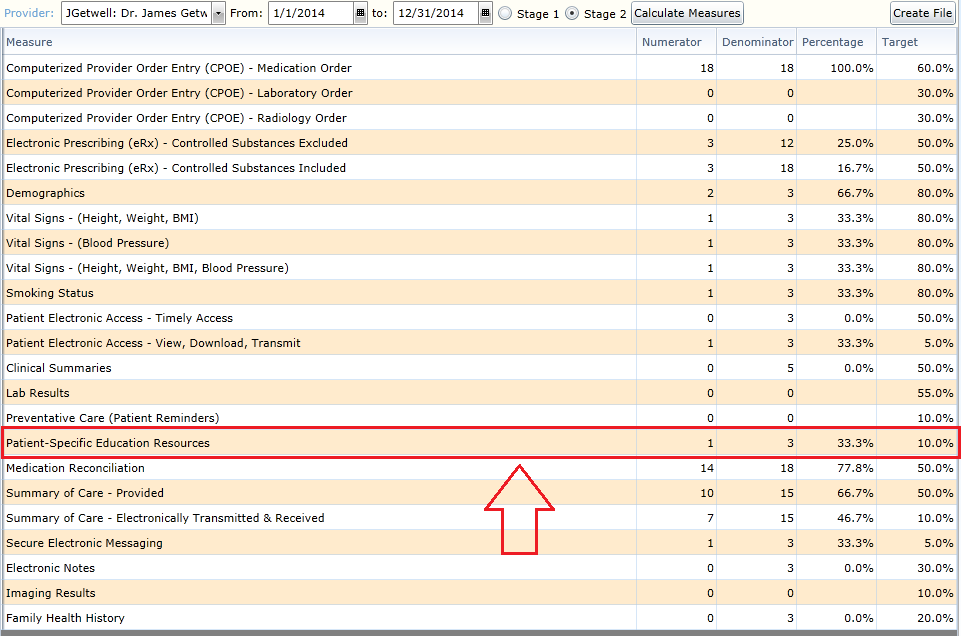 Provider: JGetwell: Dr. James Getw From: 1/1/2014 to: 12/31/2014 Stage 1 Stage 2 Calculate Measures Create File
Measure Numerator Denominator Percentage Target
Computerized Provider Order Entry (CPOE) - Medication Order 18 18 100.0% 60.0%
Computerized Provider Order Entry (CPOE) - Laboratory Order 0 0 30.0%
Computerized Provider Order Entry (CPOE) - Radiology Order 0 0 30.0%
Electronic Prescribing (eRx) - Controlled Substances Excluded 3 12 25.0% 50.0%
Electronic Prescribing (eRx) - Controlled Substances Included 3 18 16.7% 50.0%
Demographics 2 3 66.7% 80.0%
Vital Signs - (Height, Weight, BMI) 1 3 33.3% 80.0%
Vital Signs - (Blood Pressure) 1 3 33.3% 80.0%
Vital Signs - (Height, Weight, BMI, Blood Pressure) 1 3 33.3% 80.0%
Smoking Status 1 3 33.3% 80.0%
Patient Electronic Access - Timely Access 0 3 0.0% 50.0%
Patient Electronic Access - View, Download, Transmit 1 3 33.3% 5.0%
Clinical Summaries 0 5 0.0% 50.0%
Lab Results 0 0 55.0%
Preventative Care (Patient Reminders) 0 0 10.0%
Patient-Specific Education Resources 1 3 33.3% 10.0%
Medication Reconciliation 14 18 77.8% 50.0%
Summary of Care - Provided 10 15 66.7% 50.0%
Summary of Care - Electronically Transmitted & Received 7 15 46.7% 10.0%
Secure Electronic Messaging 1 3 33.3% 5.0%
Electronic Notes 0 3 0.0% 30.0%
Imaging Results 0 0 10.0%
Family Health History 0 3 0.0% 20.0%